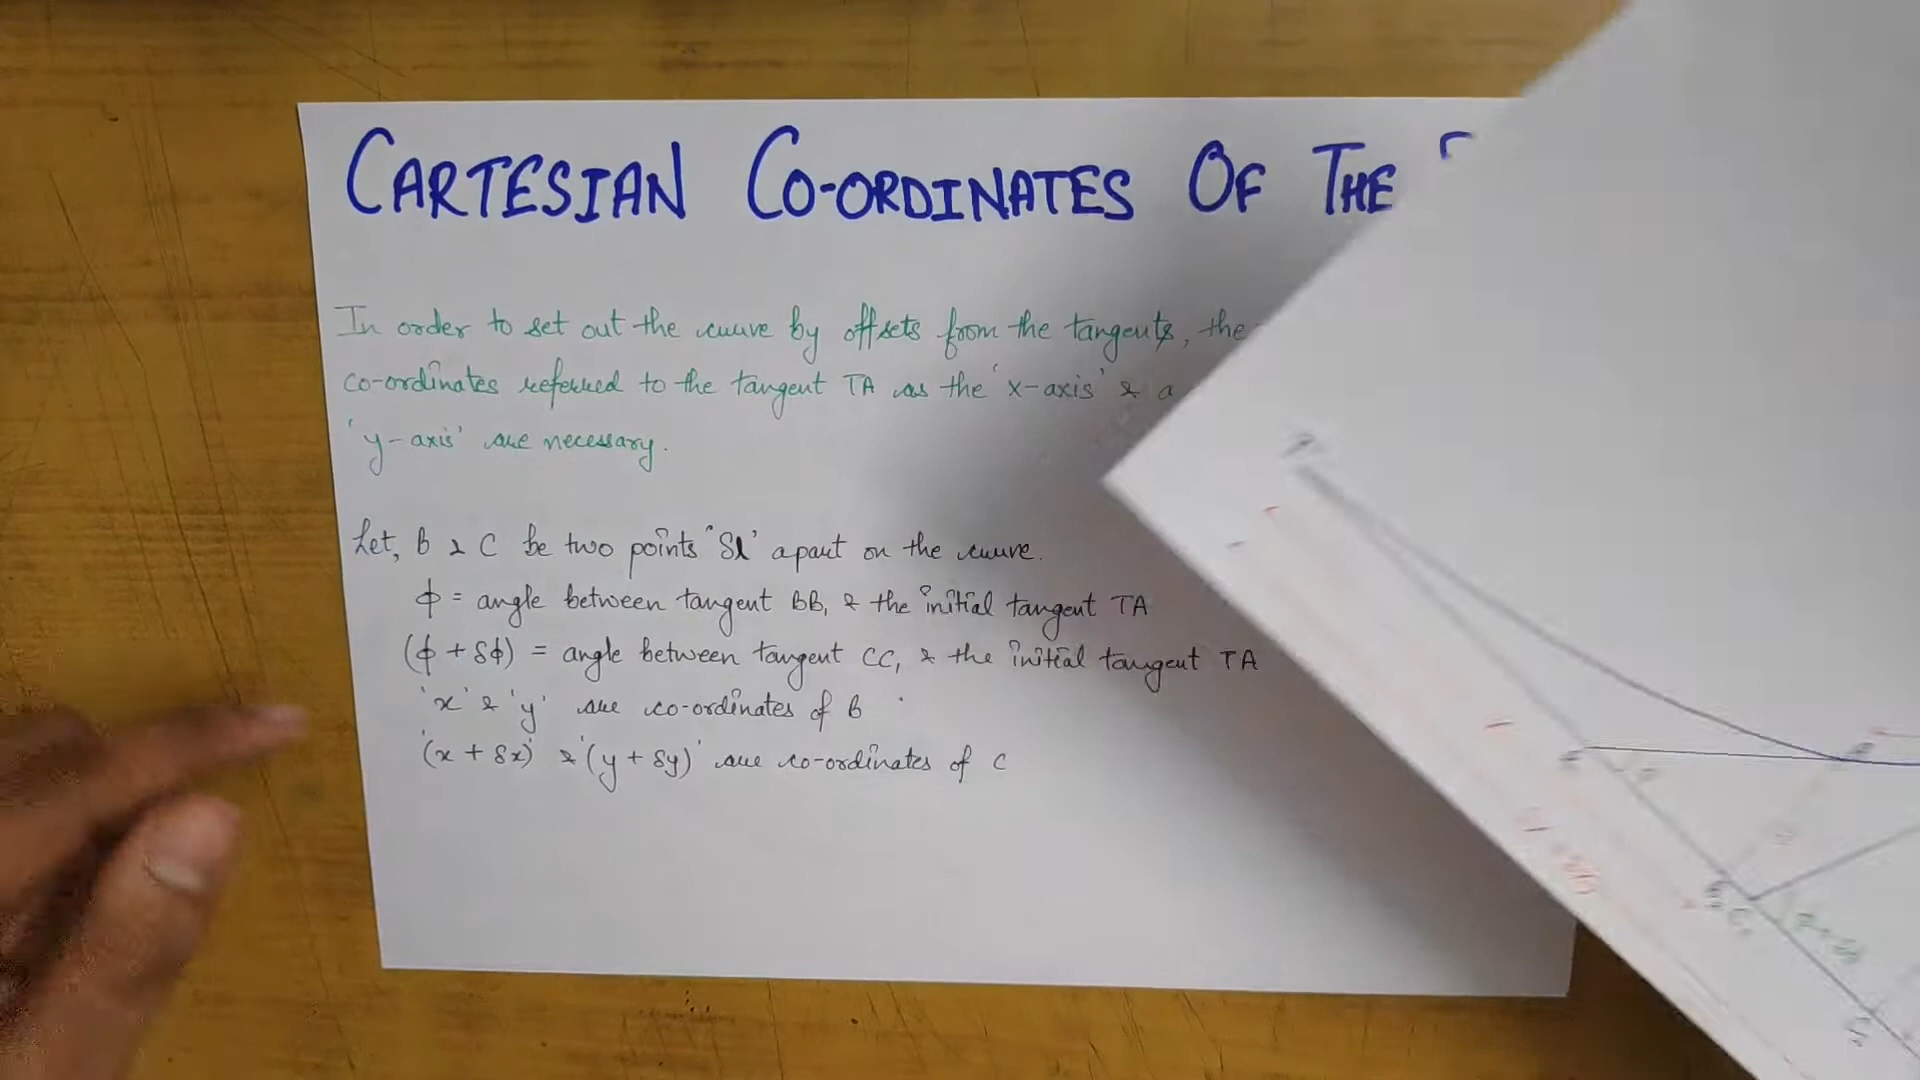 CARTESIAN CO-ORDINATES OF THE
In order to set out the curve by offsets from the tangents, the
co-ordinates referred to the tangent TA as the 'x-axis' & a
'y-axis' are necessary.
Let, B & C be two points 'δl' apart on the curve.
ϕ = angle between tangent BB₁ & the initial tangent TA
(ϕ + δϕ) = angle between tangent CC₁ & the initial tangent TA
'x' & 'y' are co-ordinates of B
'(x + δx)' & '(y + δy)' are co-ordinates of C